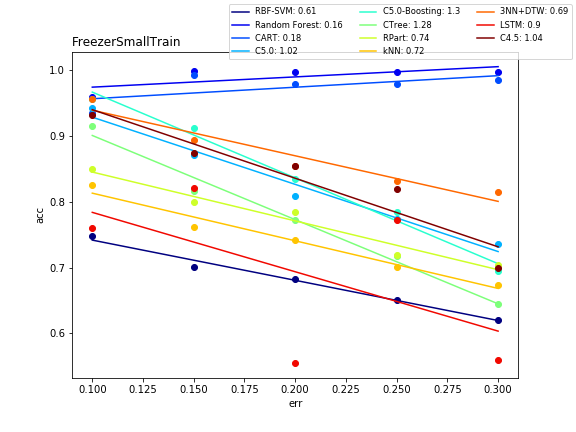 RBF-SVM: 0.61
Random Forest: 0.16
CART: 0.18
C5.0: 1.02
C5.0-Boosting: 1.3
CTree: 1.28
RPart: 0.74
kNN: 0.72
3NN+DTW: 0.69
LSTM: 0.9
C4.5: 1.04
FreezerSmallTrain
1.0
0.9
0.8
0.7
0.6
acc
0.100
0.125
0.150
0.175
0.200
0.225
0.250
0.275
0.300
err